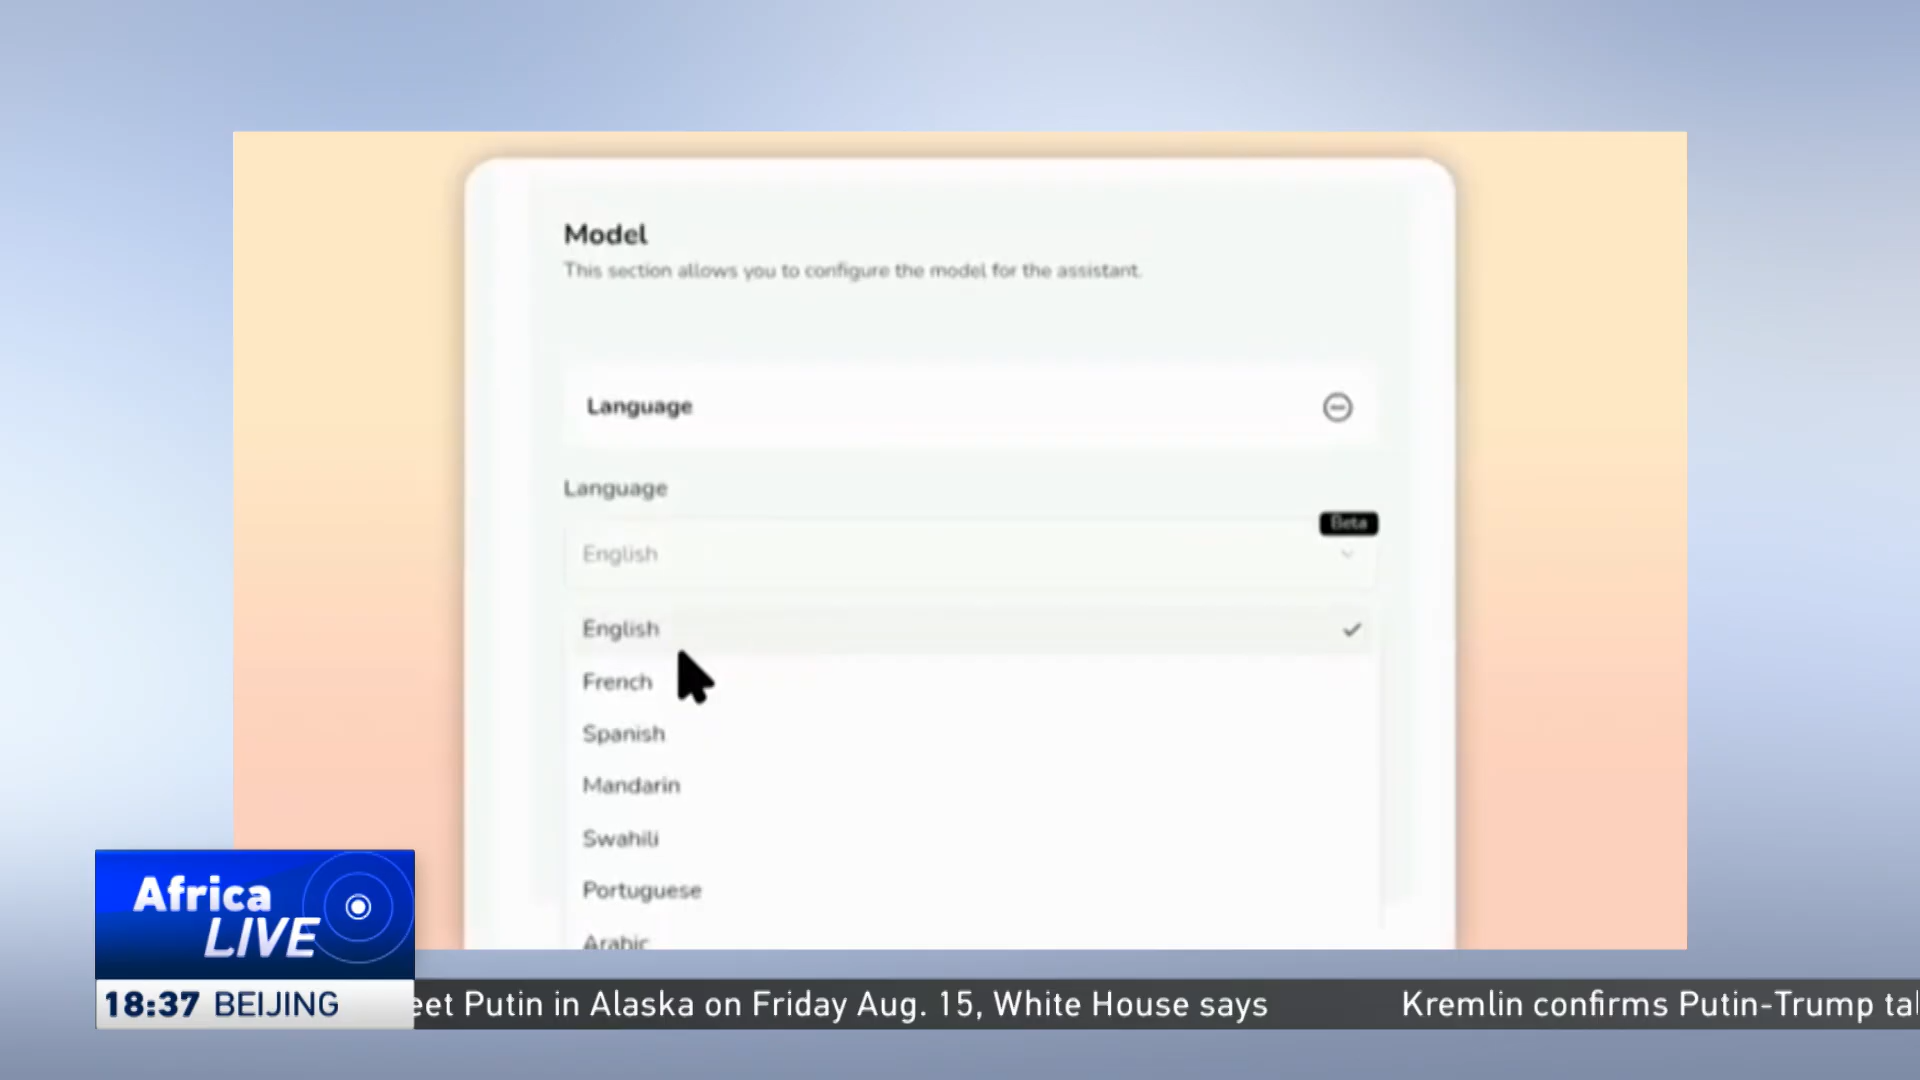 Model
This section allows you to configure the model for the assistant.
Language
Language
Beta
English
English
French
Spanish
Mandarin
Swahili
Portuguese
Arabic
Africa
LIVE
18:37 BEIJING
Putin in Alaska on Friday Aug. 15, White House says
Kremlin confirms Putin-Trump